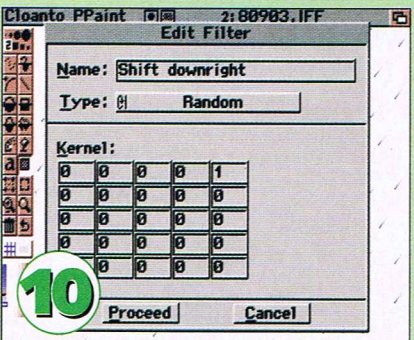 Cloanto PPaint 2:80903.IFF
Edit Filter
Name: Shift downright
Type: Random
Kernel:
0 0 0 0 1
0 0 0 0 0
0 0 0 0 0
0 0 0 0 0
0 0 0 0
10
Proceed Cancel